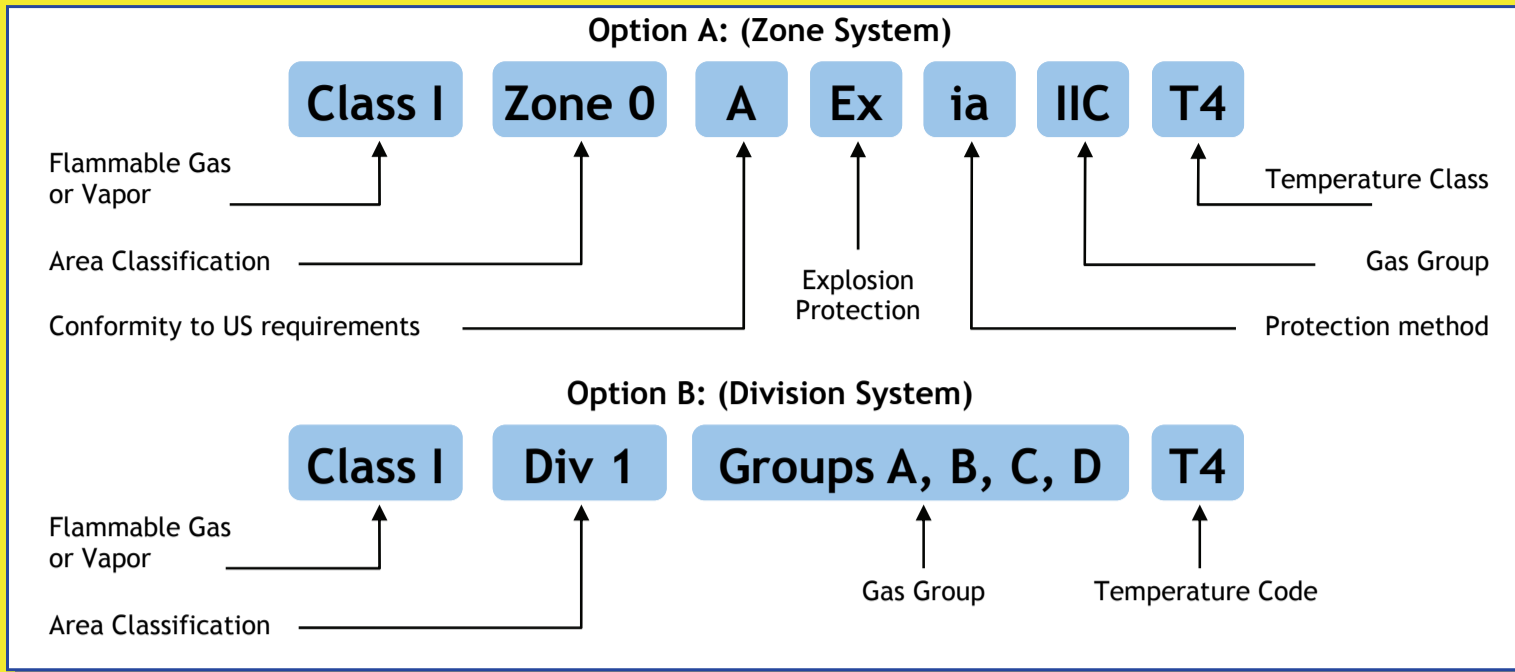 Option A: (Zone System)
Class I Zone 0 A Ex ia IIC T4
Flammable Gas
or Vapor
Temperature Class
Area Classification
Gas Group
Explosion
Protection
Conformity to US requirements
Protection method
Option B: (Division System)
Class I Div 1 Groups A, B, C, D T4
Flammable Gas
or Vapor
Gas Group
Temperature Code
Area Classification